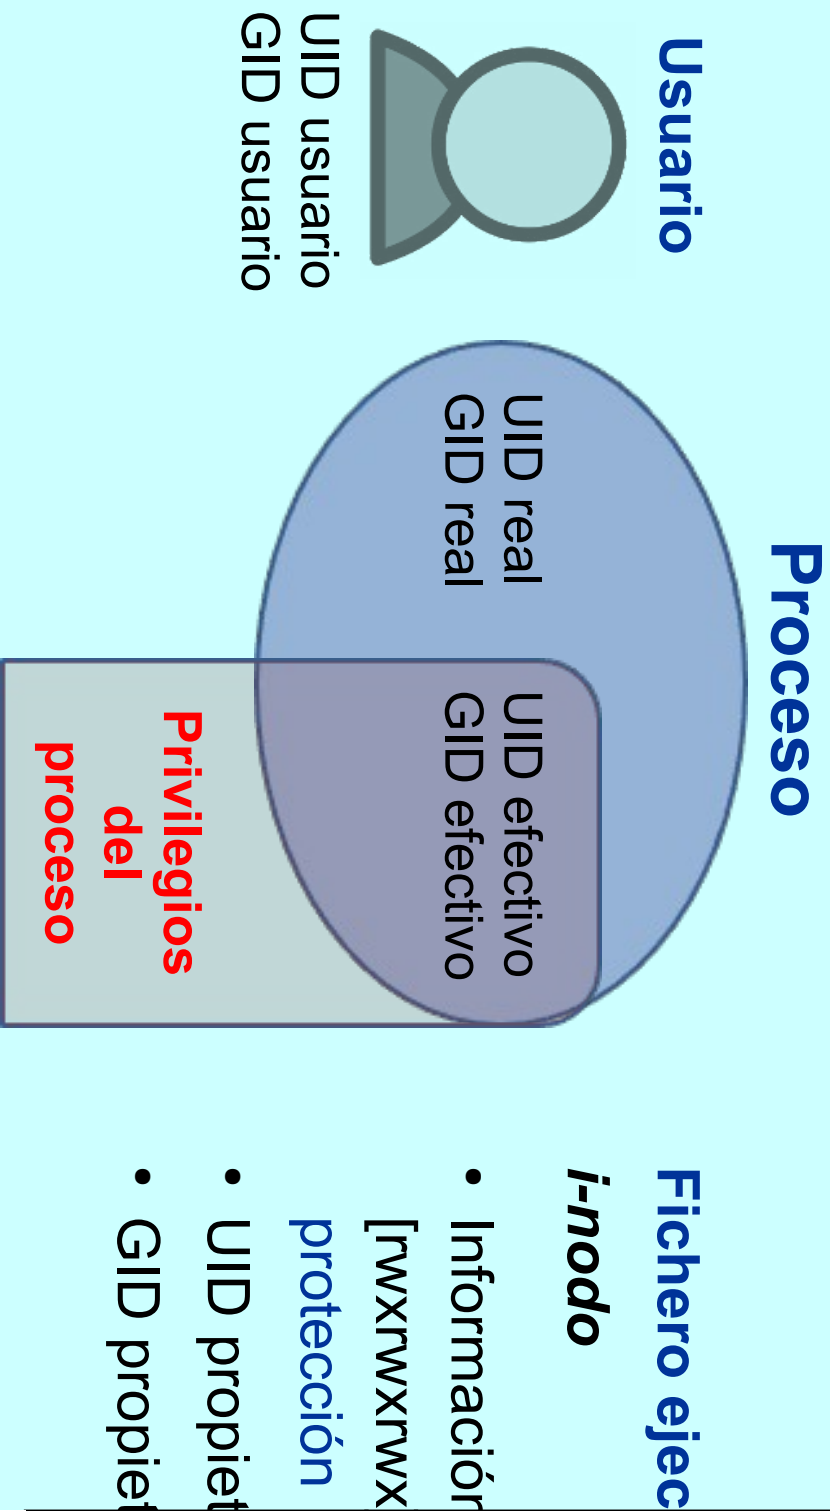 Usuario
UID usuario
GID usuario
Proceso
UID real
GID real
UID efectivo
GID efectivo
Privilegios
del
proceso
Fichero ejec
i-nodo
• Información
[rwxrwxrwx
protección
• UID propiet
• GID propiet